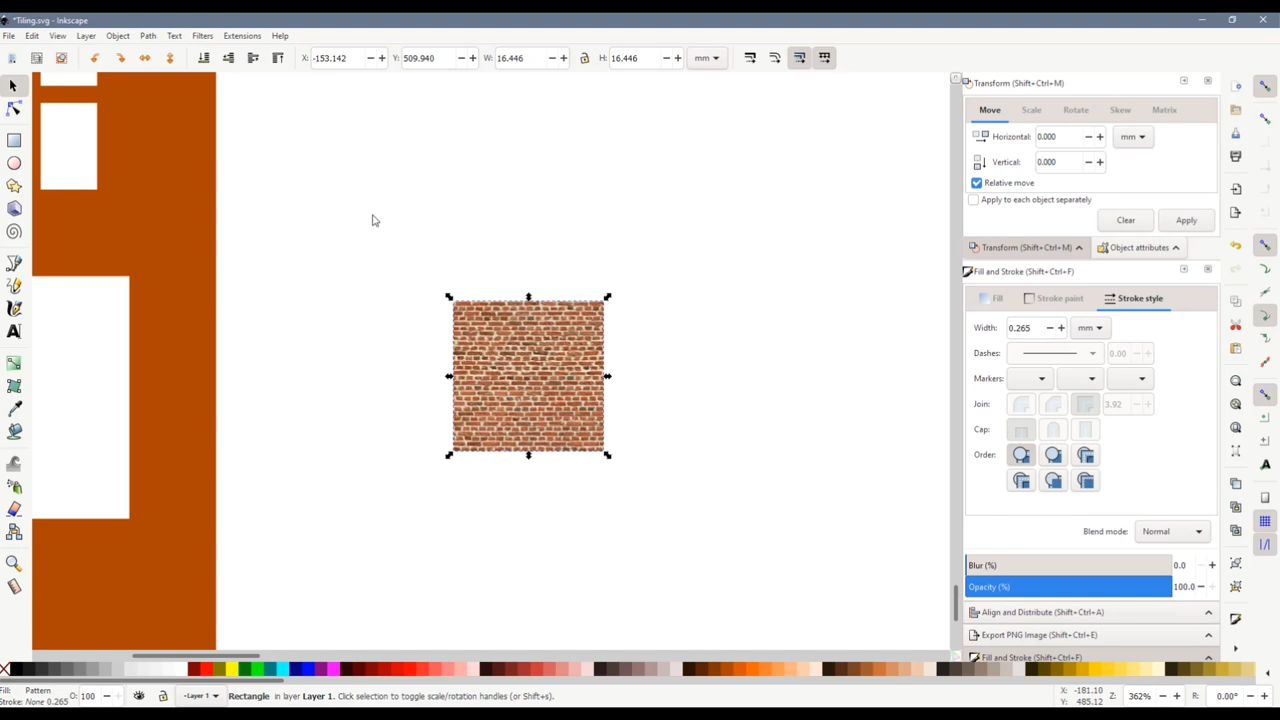 *Tiling.svg - Inkscape
File Edit View Layer Object Path Text Filters Extensions Help
X: -153.142 Y: 509.940 W: 16.446 H: 16.446 mm
Transform (Shift+Ctrl+M)
Move Scale Rotate Skew Matrix
Horizontal: 0.000 mm
Vertical: 0.000
Relative move
Apply to each object separately
Clear Apply
Transform (Shift+Ctrl+M) Object attributes
Fill and Stroke (Shift+Ctrl+F)
Fill Stroke paint Stroke style
Width: 0.265 mm
Dashes: 0.00
Markers:
Join: 3.92
Cap:
Order:
Blend mode: Normal
Blur (%) 0.0
Opacity (%) 100.0
Align and Distribute (Shift+Ctrl+A)
Export PNG Image (Shift+Ctrl+E)
Fill and Stroke (Shift+Ctrl+F)
Fill: Pattern O: 100 Layer 1 Rectangle in layer Layer 1. Click selection to toggle scale/rotation handles (or Shift+s). X: -181.10 Z: 362% R: 0.00°
Stroke: None 0.265 Y: 485.12